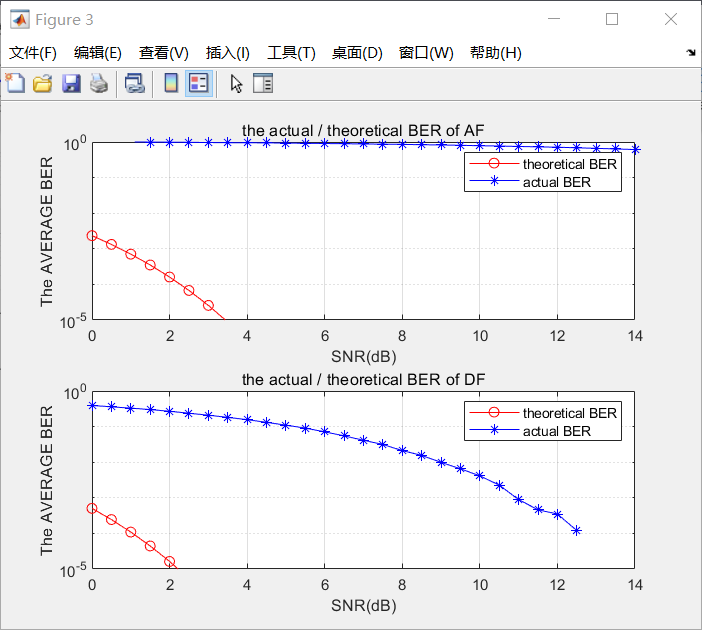 Figure 3
文件(F) 编辑(E) 查看(V) 插入(I) 工具(T) 桌面(D) 窗口(W) 帮助(H)
the actual / theoretical BER of AF
The AVERAGE BER
10^0
10^-5
theoretical BER
actual BER
0 2 4 6 8 10 12 14
SNR(dB)
the actual / theoretical BER of DF
The AVERAGE BER
10^0
10^-5
theoretical BER
actual BER
0 2 4 6 8 10 12 14
SNR(dB)